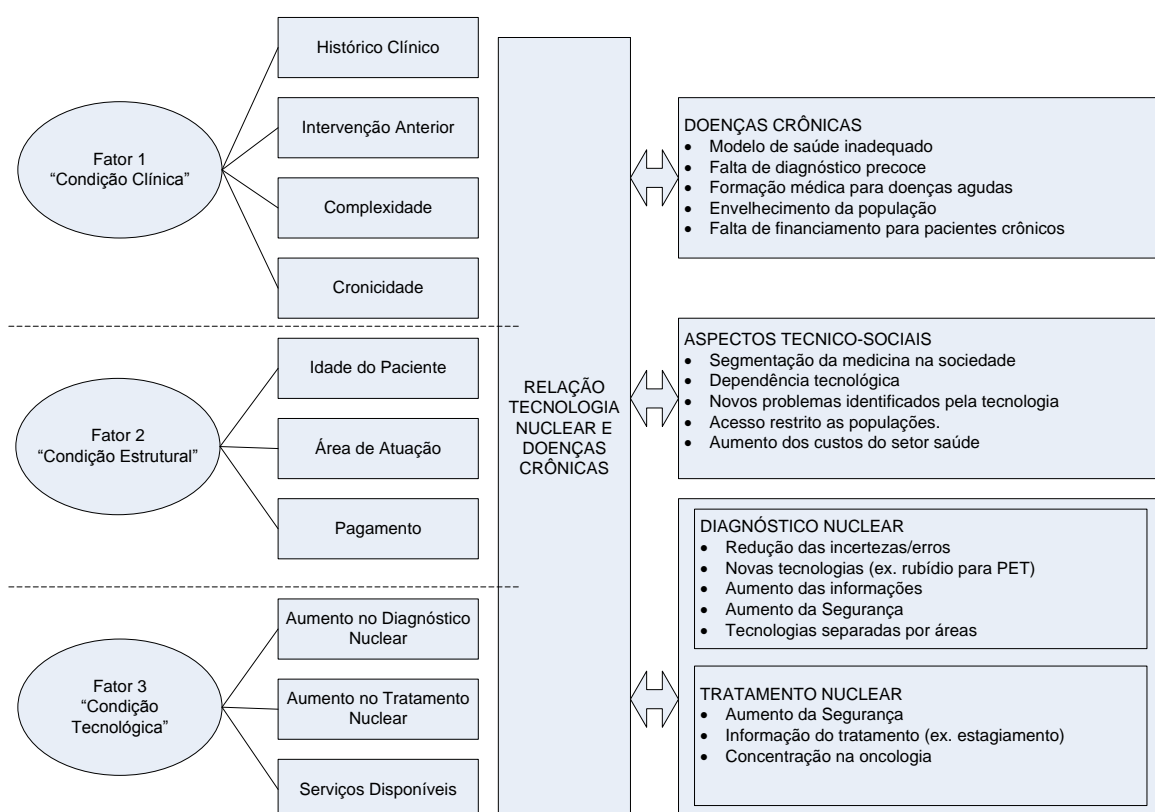 Fator 1
“Condição Clínica”
Histórico Clínico
Intervenção Anterior
Complexidade
Cronicidade
Fator 2
“Condição Estrutural”
Idade do Paciente
Área de Atuação
Pagamento
Fator 3
“Condição
Tecnológica”
Aumento no Diagnóstico
Nuclear
Aumento no Tratamento
Nuclear
Serviços Disponíveis
RELAÇÃO
TECNOLOGIA
NUCLEAR E
DOENÇAS
CRÔNICAS
DOENÇAS CRÔNICAS
• Modelo de saúde inadequado
• Falta de diagnóstico precoce
• Formação médica para doenças agudas
• Envelhecimento da população
• Falta de financiamento para pacientes crônicos
ASPECTOS TECNICO-SOCIAIS
• Segmentação da medicina na sociedade
• Dependência tecnológica
• Novos problemas identificados pela tecnologia
• Acesso restrito as populações.
• Aumento dos custos do setor saúde
DIAGNÓSTICO NUCLEAR
• Redução das incertezas/erros
• Novas tecnologias (ex. rubídio para PET)
• Aumento das informações
• Aumento da Segurança
• Tecnologias separadas por áreas
TRATAMENTO NUCLEAR
• Aumento da Segurança
• Informação do tratamento (ex. estagiamento)
• Concentração na oncologia